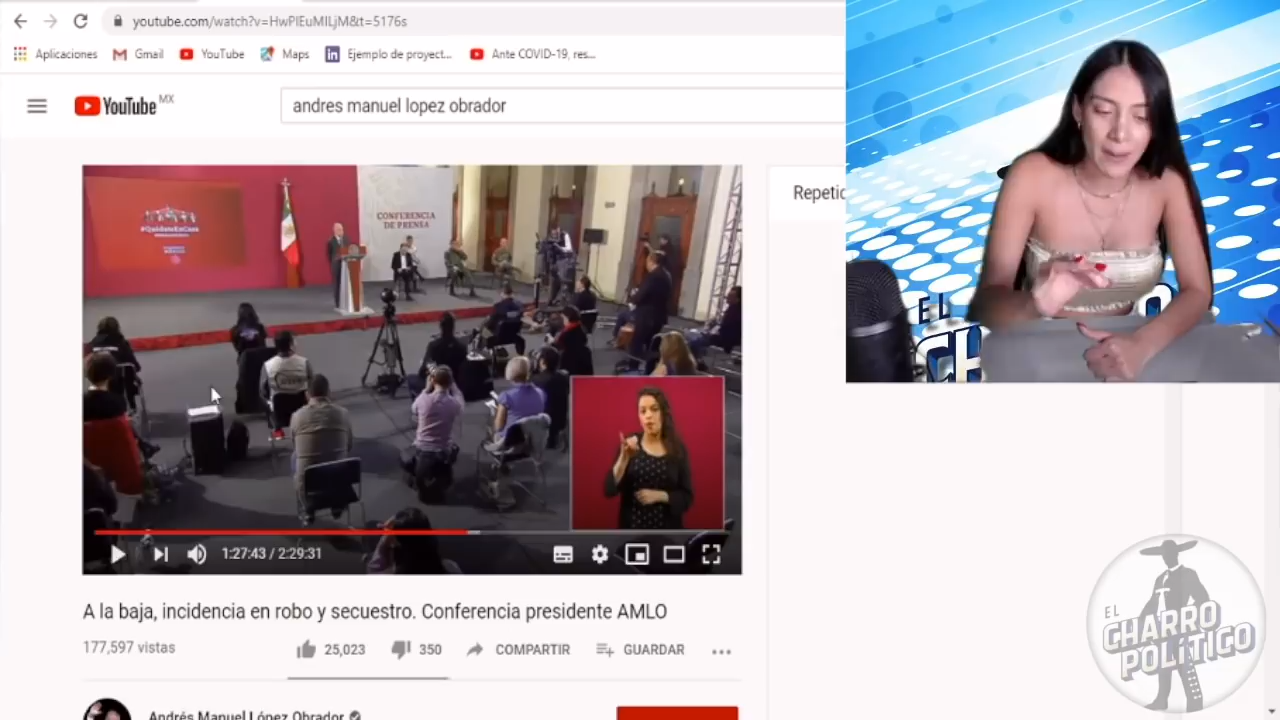 youtube.com/watch?v=HwPlEuMILjM&t=5176s
Aplicaciones
Gmail
YouTube
Maps
Ejemplo de proyect...
Ante COVID-19, res...
YouTube MX
andres manuel lopez obrador
#QuédateEnCasa
CONFERENCIA
DE PRENSA
Repetic
EL
CH
1:27:43 / 2:29:31
A la baja, incidencia en robo y secuestro. Conferencia presidente AMLO
177,597 vistas
25,023
350
COMPARTIR
GUARDAR
Andrés Manuel López Obrador
EL
CHARRO
POLÍTICO